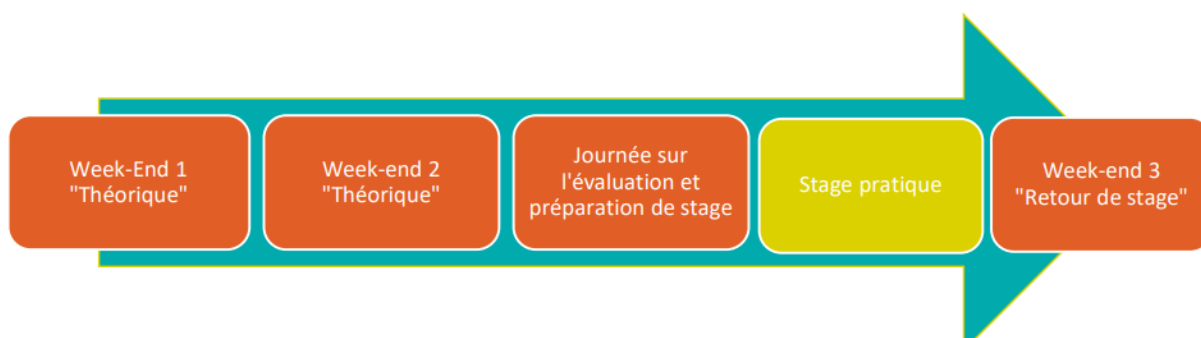 Week-End 1
"Théorique"
Week-end 2
"Théorique"
Journée sur
l'évaluation et
préparation de stage
Stage pratique
Week-end 3
"Retour de stage"